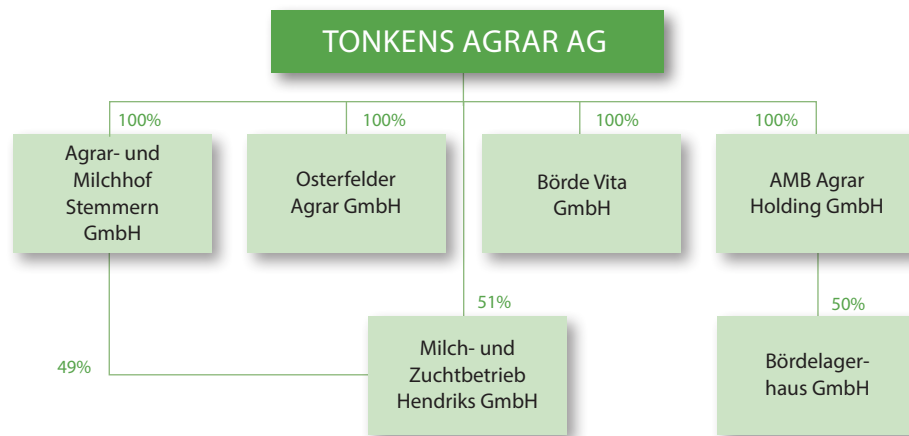 TONKENS AGRAR AG
100%
100%
100%
100%
Agrar- und
Milchhof
Stemmern
GmbH
Osterfelder
Agrar GmbH
Börde Vita
GmbH
AMB Agrar
Holding GmbH
51%
50%
49%
Milch- und
Zuchtbetrieb
Hendriks GmbH
Bördelager-
haus GmbH